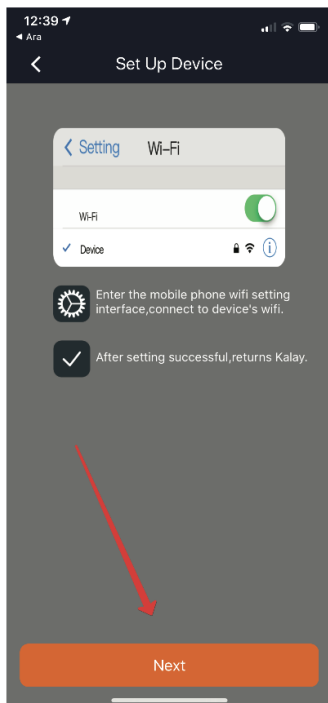 12:39
◀ Ara
Set Up Device
Setting
Wi-Fi
Wi-Fi
Device
Enter the mobile phone wifi setting
interface,connect to device's wifi.
After setting successful,returns Kalay.
Next